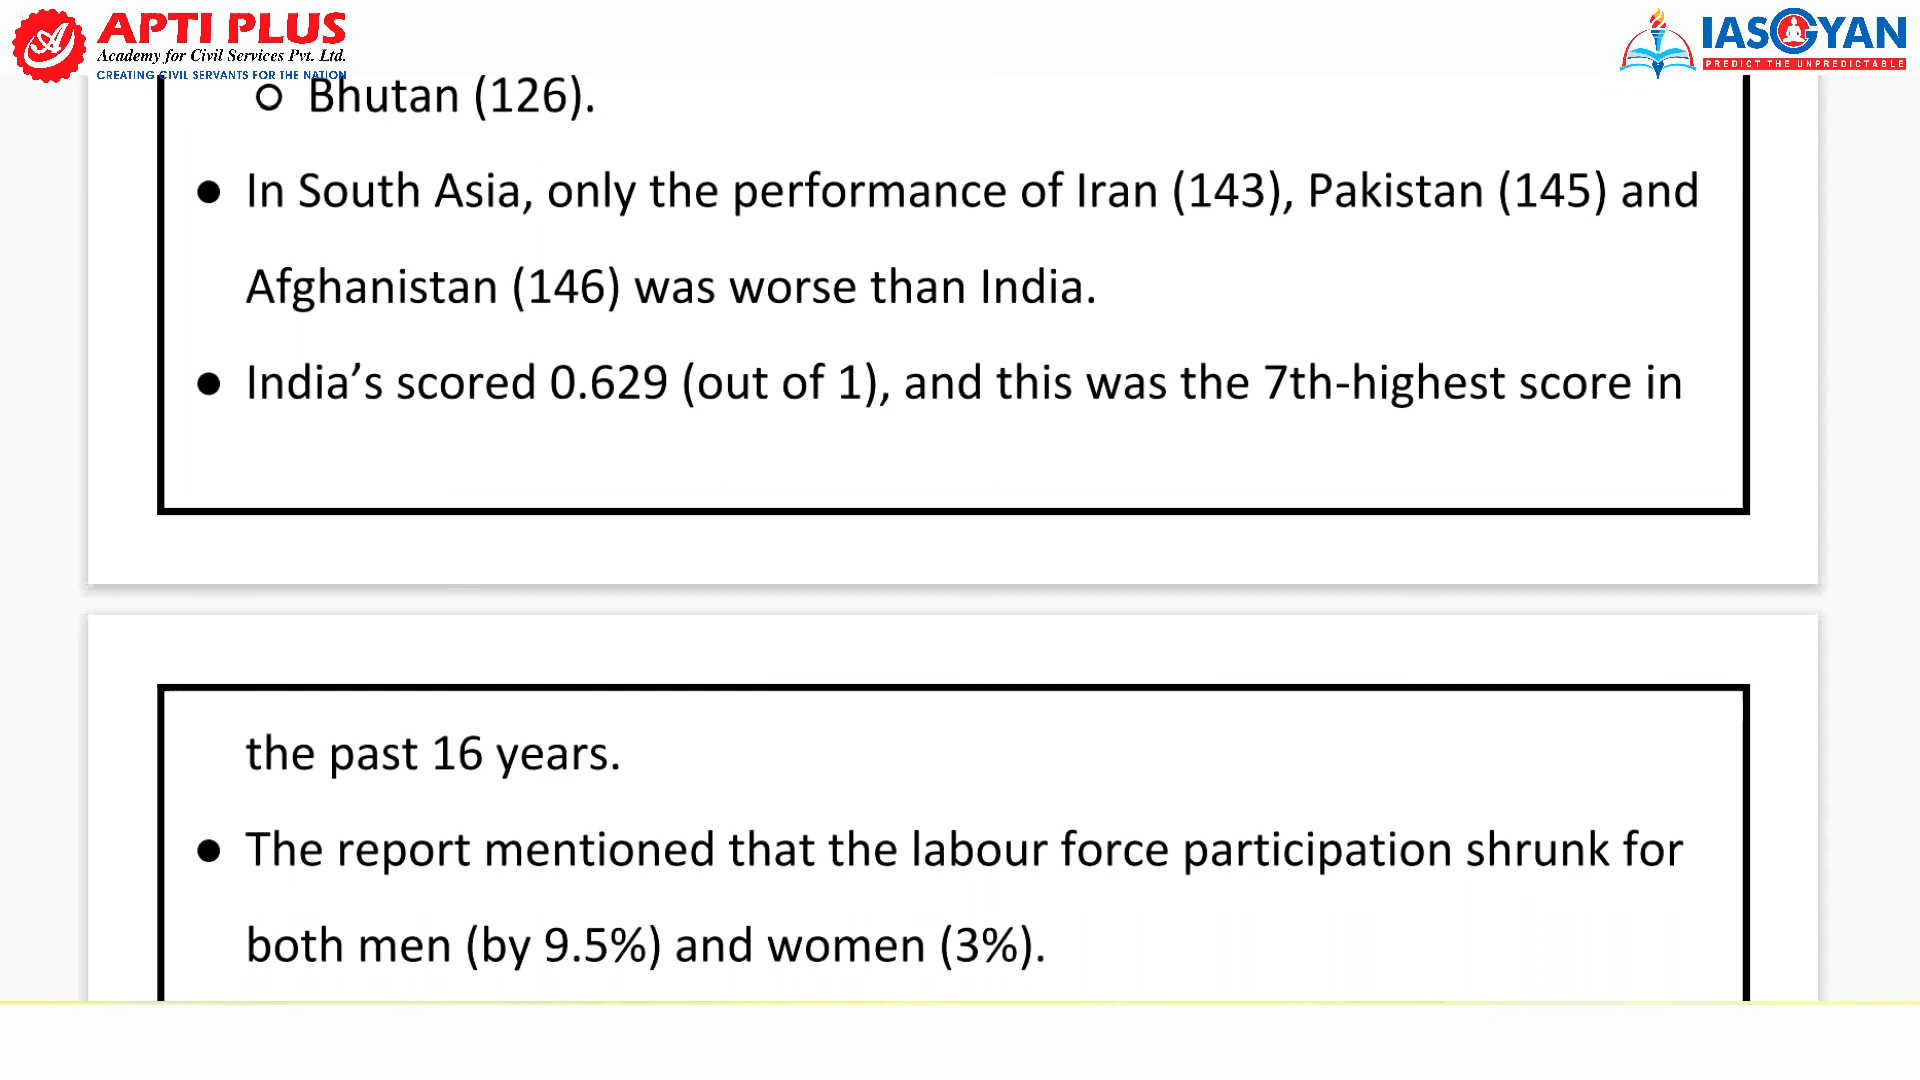 APTI PLUS
Academy for Civil Services Pvt. Ltd.
CREATING CIVIL SERVANTS FOR THE NATION
IASGYAN
PREDICT THE UNPREDICTABLE
○ Bhutan (126).
● In South Asia, only the performance of Iran (143), Pakistan (145) and
Afghanistan (146) was worse than India.
● India’s scored 0.629 (out of 1), and this was the 7th-highest score in
the past 16 years.
● The report mentioned that the labour force participation shrunk for
both men (by 9.5%) and women (3%).